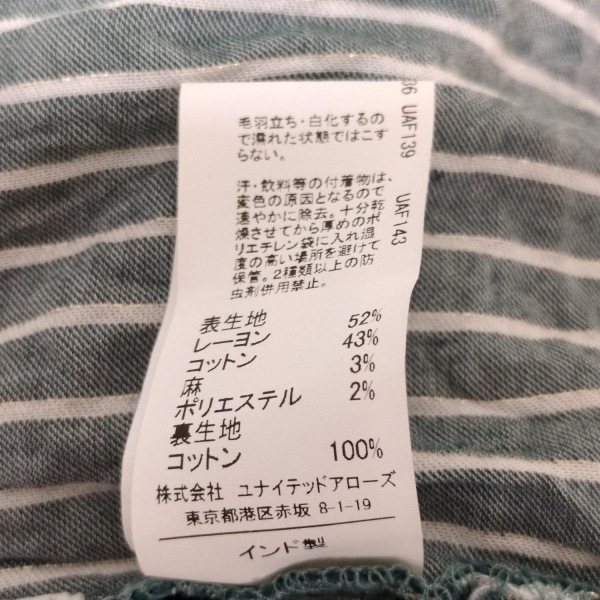 毛羽立ち・白化するの
で濡れた状態ではこす
らない。
汗・飲料等の付着物は、
変色の原因となるので
速やかに除去。十分乾
燥させてから厚めのポ
リエチレン袋に入れ湿
度の高い場所を避けて
保管。2種類以上の防
虫剤併用禁止。
表生地
レーヨン 52%
コットン 43%
麻 3%
ポリエステル 2%
裏生地
コットン 100%
株式会社 ユナイテッドアローズ
東京都港区赤坂 8-1-19
インド製
UAF139
UAF143